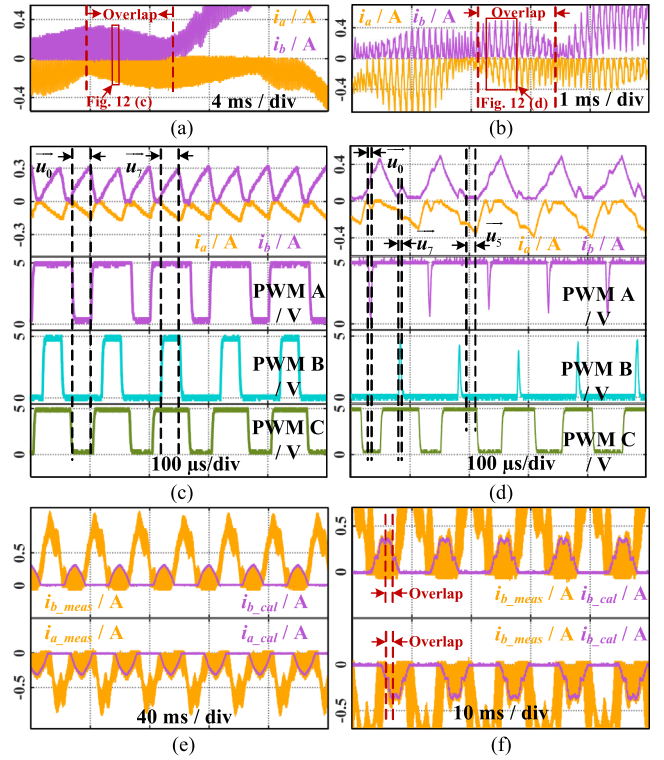 Overlap
i_a / A
i_b / A
0.4
0
-0.4
Fig. 12 (c)
4 ms / div
(a)
Overlap
i_a / A
i_b / A
0.4
0
-0.4
Fig. 12 (d)
1 ms / div
(b)
u_0
u_7
0.3
0
-0.3
i_a / A
i_b / A
5
0
PWM A
/ V
5
0
PWM B
/ V
5
0
PWM C
/ V
100 μs/div
(c)
u_0
u_7
u_5
0.4
0
-0.4
i_a / A
i_b / A
5
0
PWM A
/ V
5
0
PWM B
/ V
5
0
PWM C
/ V
100 μs/div
(d)
0.5
0
i_b_meas / A
i_b_cal / A
i_a_meas / A
i_a_cal / A
0
-0.5
40 ms / div
(e)
0.5
0
Overlap
i_b_meas / A
i_b_cal / A
Overlap
i_b_meas / A
i_b_cal / A
0
-0.5
10 ms / div
(f)